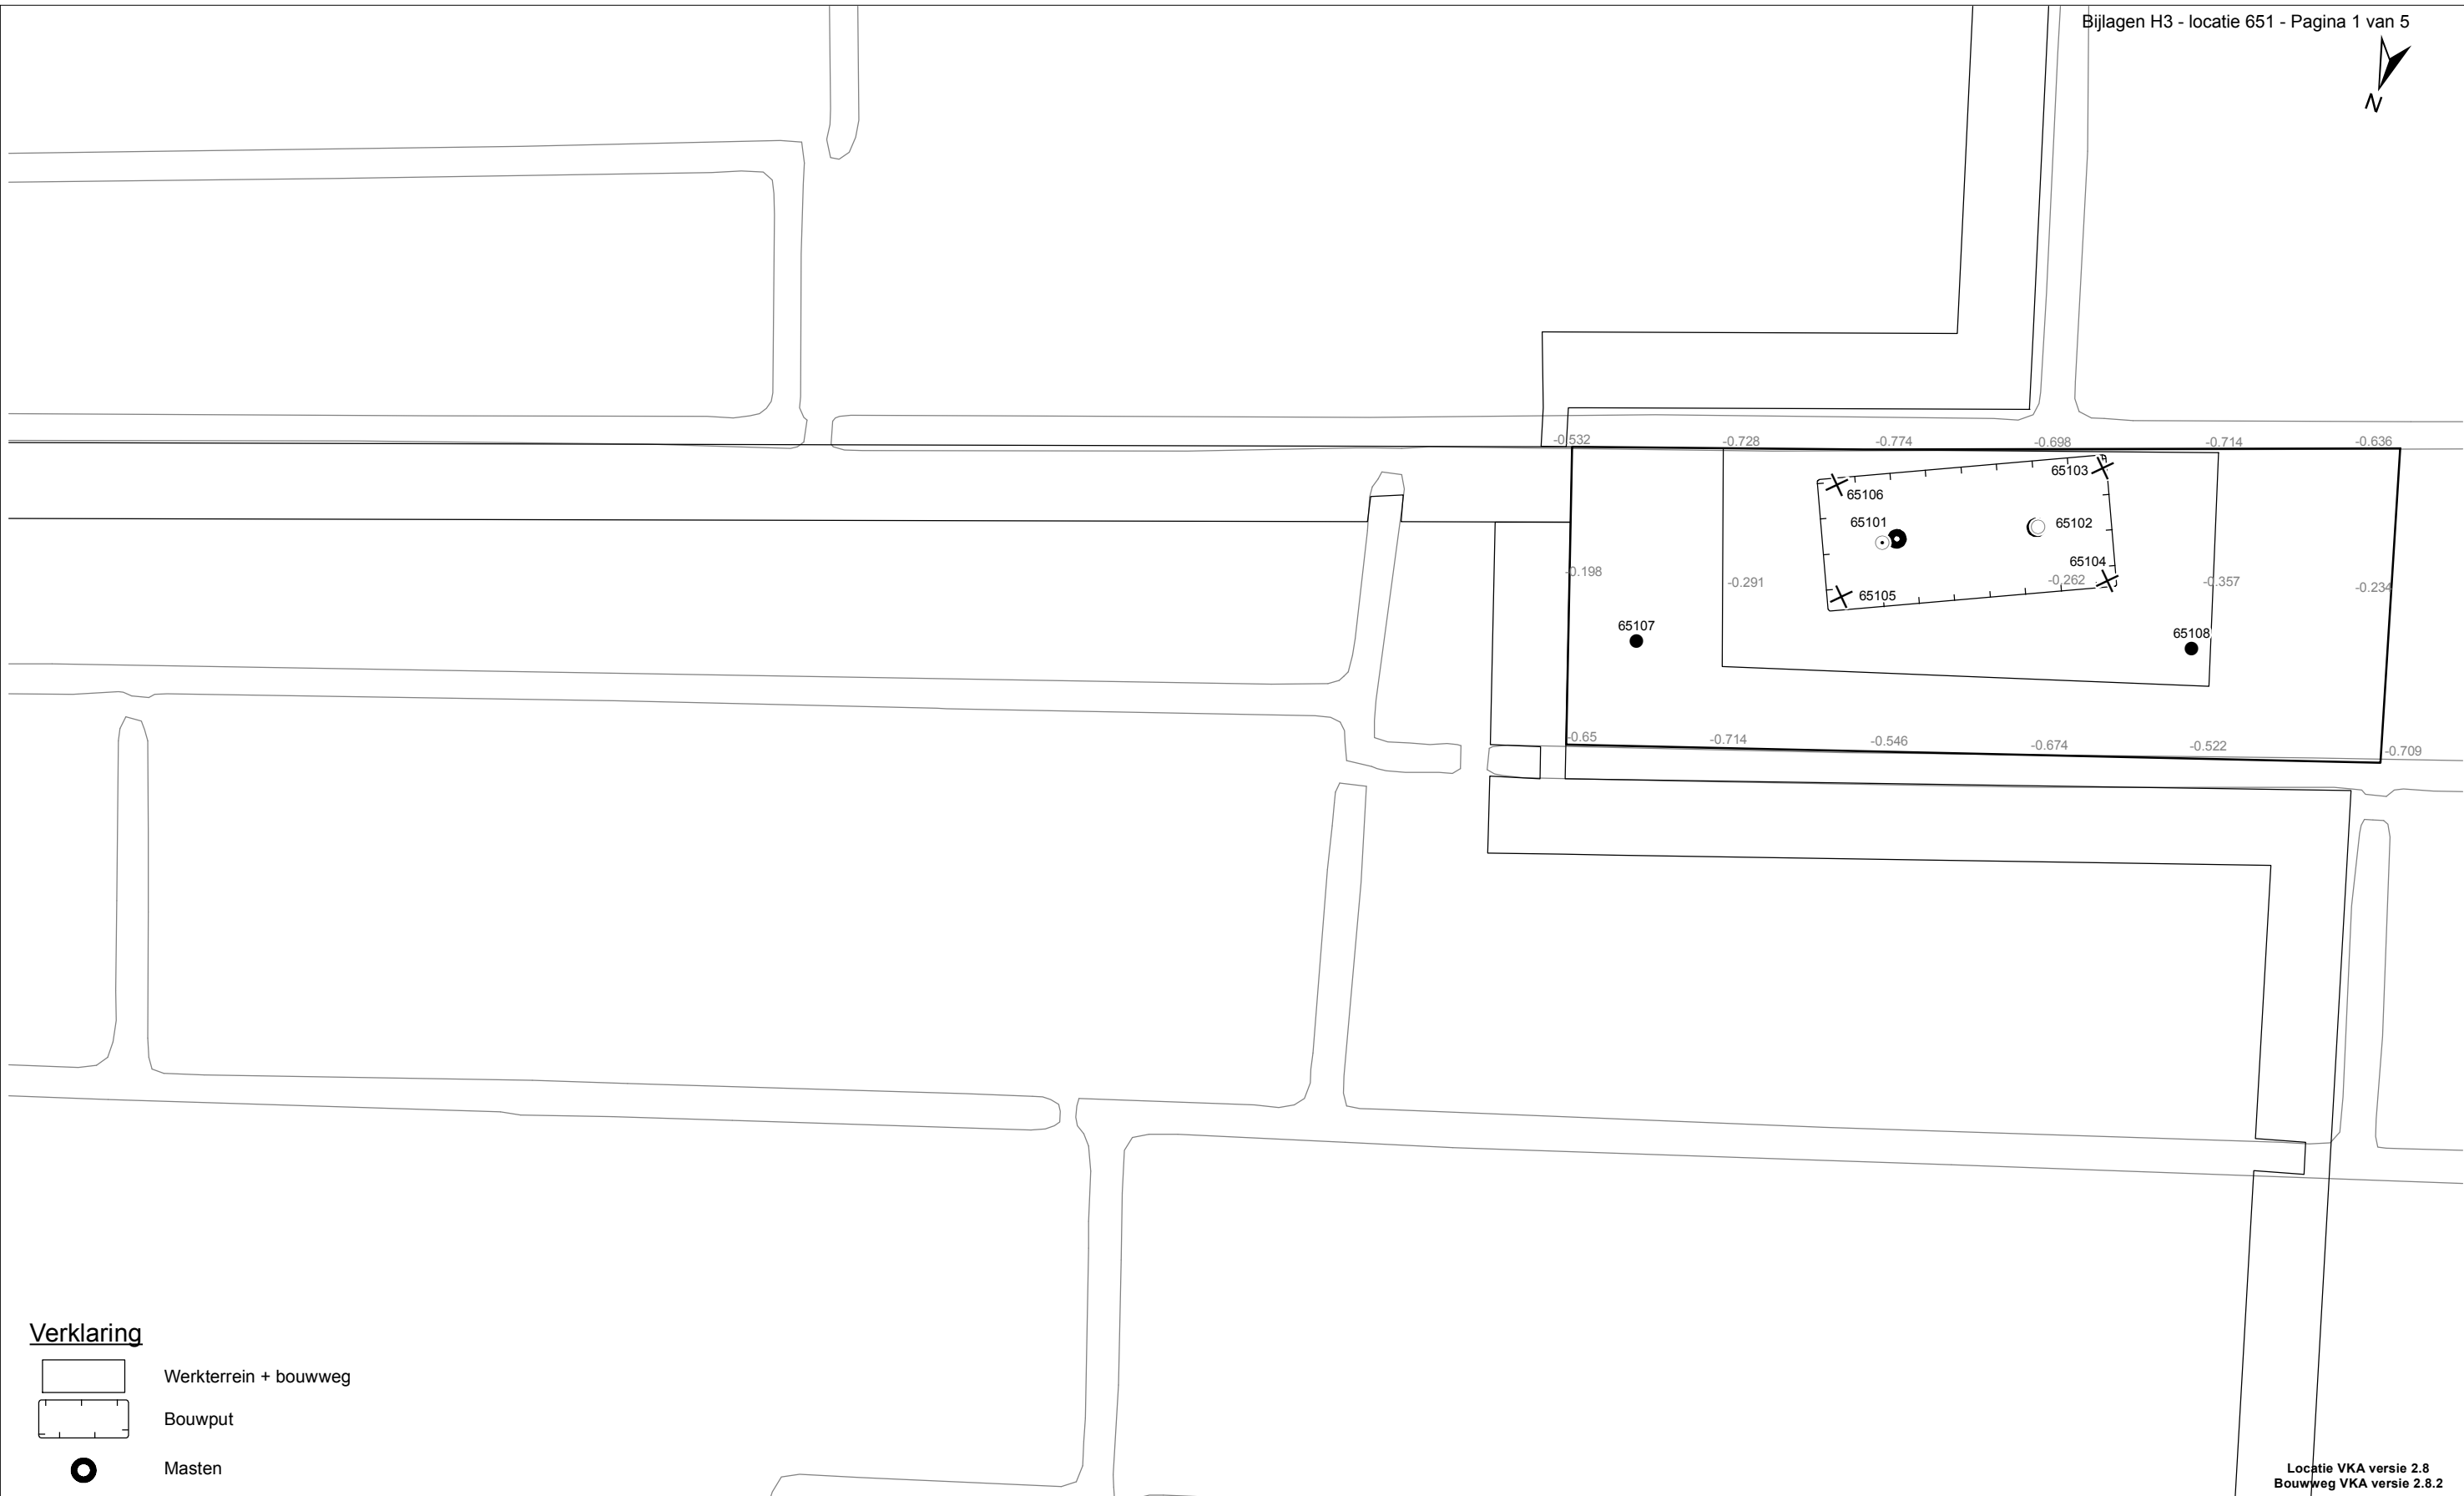 Bijlagen H3 - locatie 651 - Pagina 1 van 5
N
-0.532 -0.728 -0.774 -0.698 -0.714 -0.636
65103
65106
65101 65102
65104
-0.198 -0.291 -0.262 -0.357 -0.234
65105
65107 65108
-0.65 -0.714 -0.546 -0.674 -0.522 -0.709
Verklaring
Werkterrein + bouwweg
Bouwput
Masten
Locatie VKA versie 2.8
Bouwweg VKA versie 2.8.2